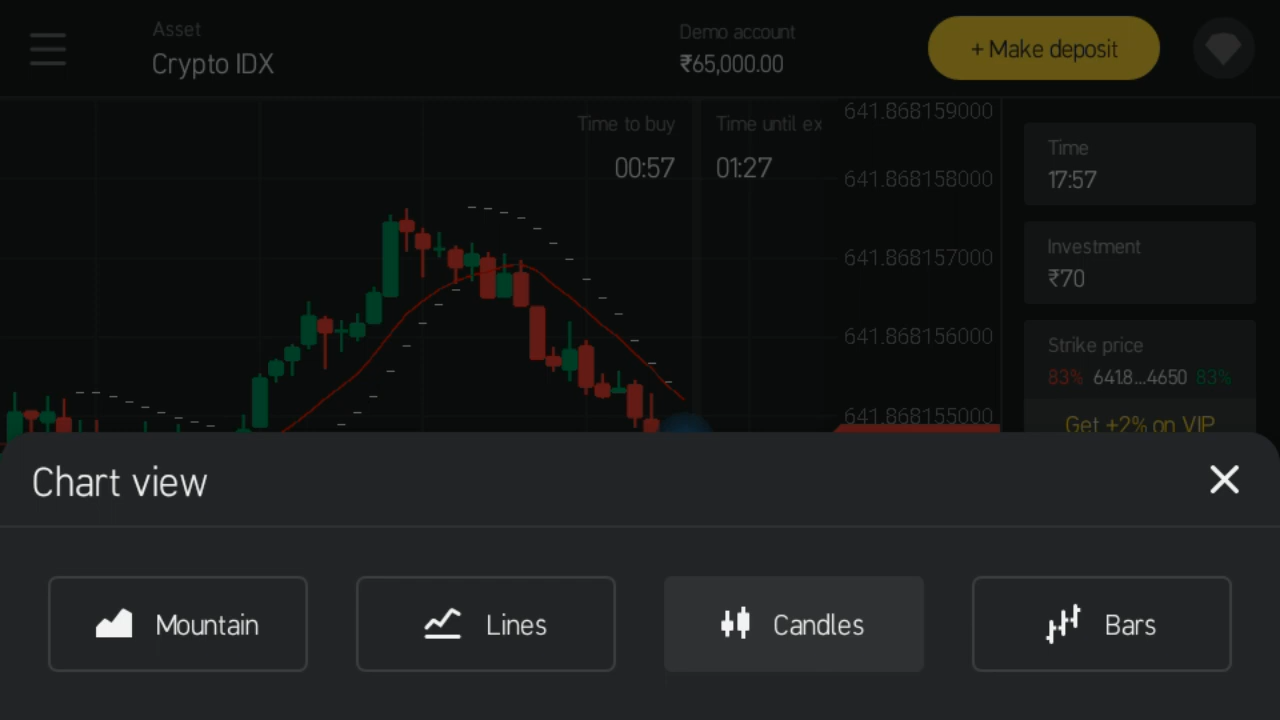 Asset
Crypto IDX
Demo account
₹65,000.00
+ Make deposit
Time to buy
00:57
Time until ex
01:27
641.868159000
641.868158000
641.868157000
641.868156000
641.868155000
Time
17:57
Investment
₹70
Strike price
83% 641.8...4650 83%
Get +2% on VIP
Chart view
Mountain
Lines
Candles
Bars